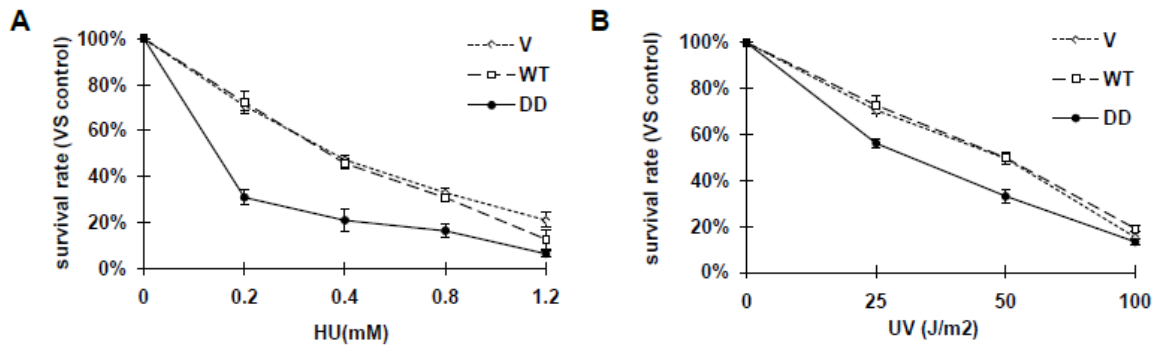 A
survival rate (VS control)
100%
80%
60%
40%
20%
0%
0 0.2 0.4 0.8 1.2
HU(mM)
V
WT
DD
B
survival rate (VS control)
100%
80%
60%
40%
20%
0%
0 25 50 100
UV (J/m2)
V
WT
DD